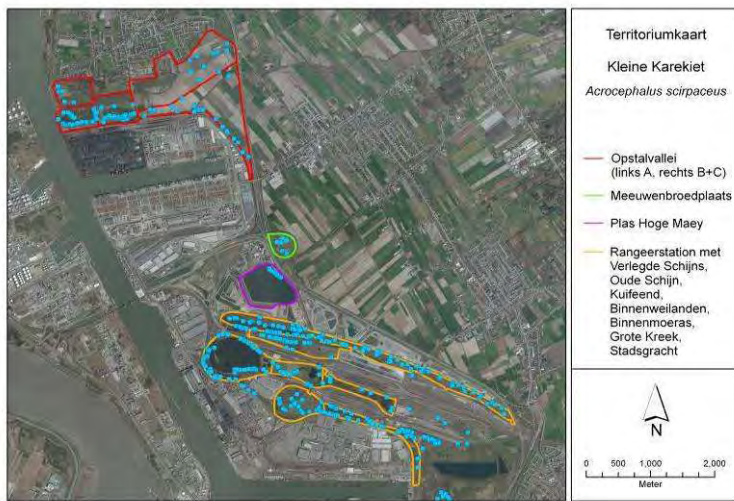 Territoriumkaart
Kleine Karekiet
Acrocephalus scirpaceus
Opstalvallei
(links A, rechts B+C)
Meeuwenbroedplaats
Plas Hoge Maey
Rangeerstation met
Verlegde Schijns,
Oude Schijn,
Kuifeend,
Binnenweilanden,
Binnenmoeras,
Grote Kreek,
Stadsgracht
N
0 500 1,000 2,000
Meter